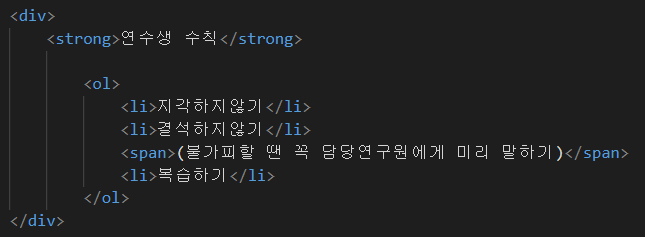 <div>
<strong>연수생 수칙</strong>
<ol>
<li>지각하지않기</li>
<li>결석하지않기</li>
<span>(불가피할 땐 꼭 담당연구원에게 미리 말하기)</span>
<li>복습하기</li>
</ol>
</div>